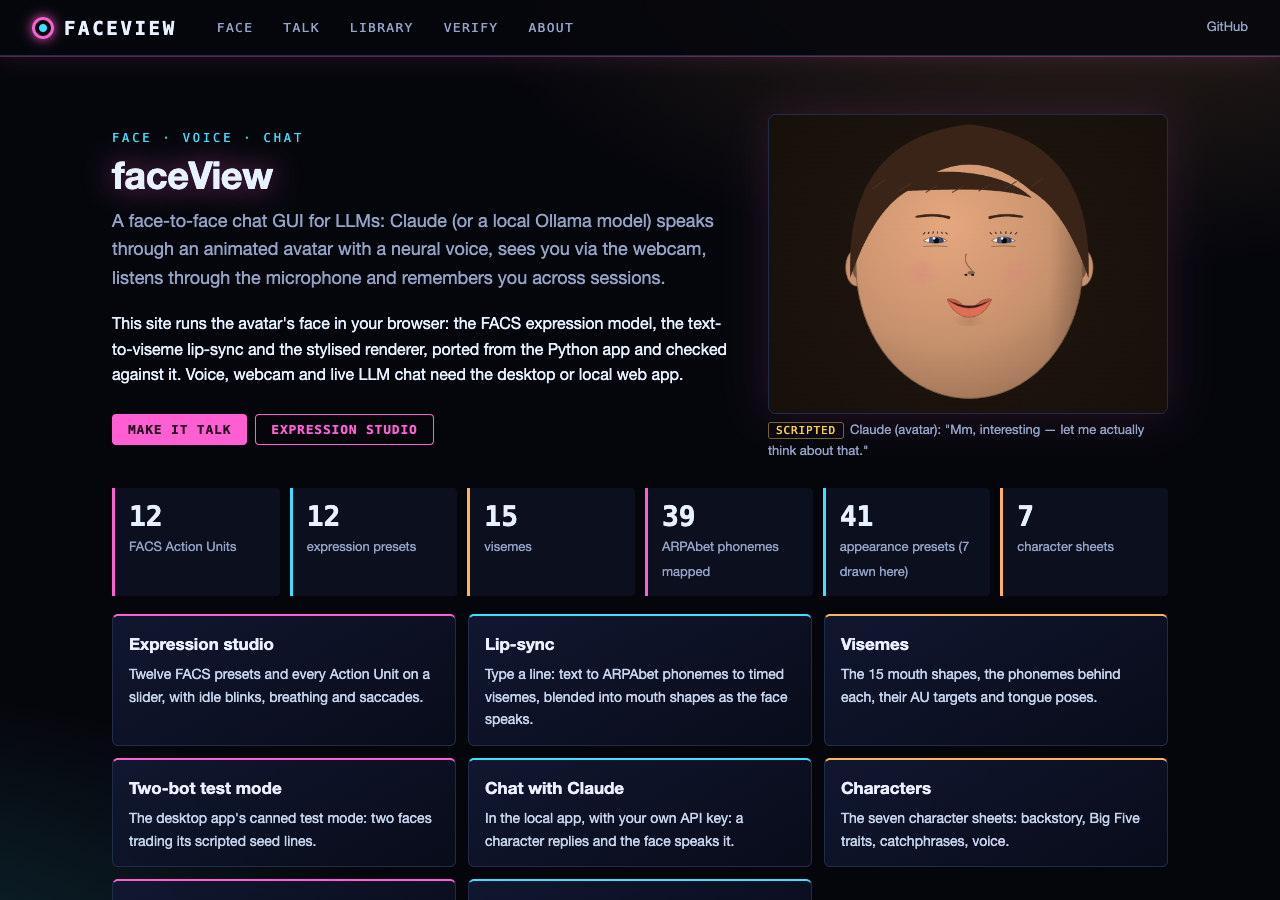 FACEVIEW
FACE
TALK
LIBRARY
VERIFY
ABOUT
GitHub
FACE · VOICE · CHAT
faceView
A face-to-face chat GUI for LLMs: Claude (or a local Ollama model) speaks
through an animated avatar with a neural voice, sees you via the webcam,
listens through the microphone and remembers you across sessions.
This site runs the avatar's face in your browser: the FACS expression model, the text-
to-viseme lip-sync and the stylised renderer, ported from the Python app and checked
against it. Voice, webcam and live LLM chat need the desktop or local web app.
MAKE IT TALK
EXPRESSION STUDIO
SCRIPTED Claude (avatar): "Mm, interesting — let me actually
think about that."
12
FACS Action Units
12
expression presets
15
visemes
39
ARPAbet phonemes
mapped
41
appearance presets (7
drawn here)
7
character sheets
Expression studio
Twelve FACS presets and every Action Unit on a
slider, with idle blinks, breathing and saccades.
Lip-sync
Type a line: text to ARPAbet phonemes to timed
visemes, blended into mouth shapes as the face
speaks.
Visemes
The 15 mouth shapes, the phonemes behind
each, their AU targets and tongue poses.
Two-bot test mode
The desktop app's canned test mode: two faces
trading its scripted seed lines.
Chat with Claude
In the local app, with your own API key: a
character replies and the face speaks it.
Characters
The seven character sheets: backstory, Big Five
traits, catchphrases, voice.